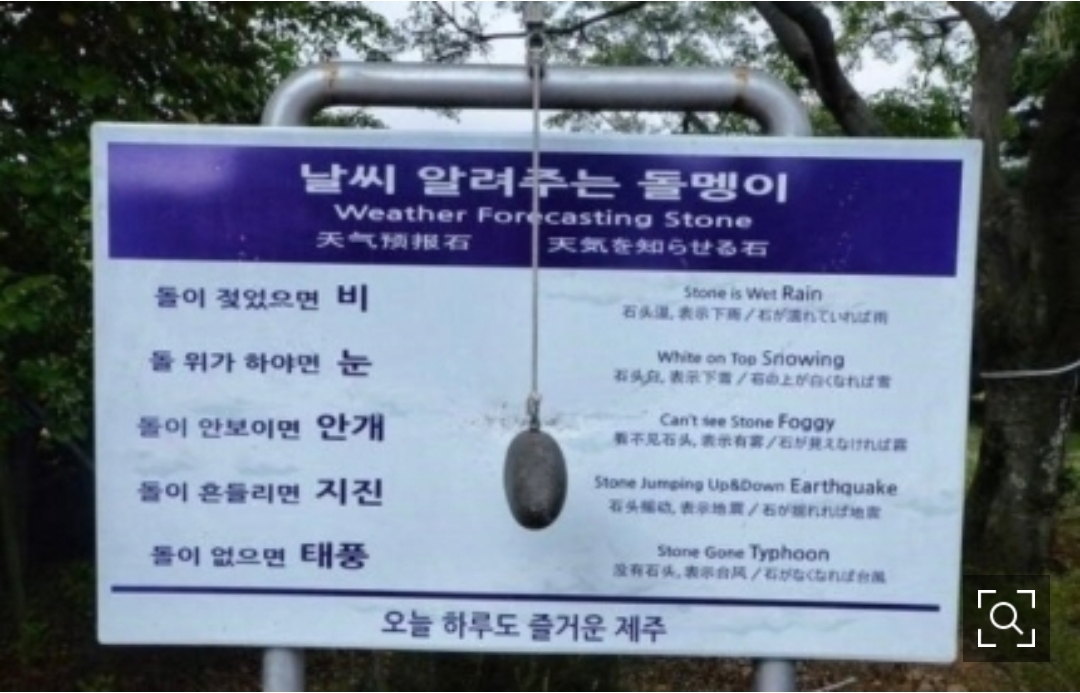 날씨 알려주는 돌멩이
Weather Forecasting Stone
天气预报石 天気を知らせる石
돌이 젖었으면 비
Stone is Wet Rain
石头湿, 表示下雨 / 石が濡れていれば雨
돌 위가 하야면 눈
White on Top Snowing
石头白, 表示下雪 / 石の上が白くなれば雪
돌이 안보이면 안개
Can't see Stone Foggy
看不见石头, 表示有雾 / 石が見えなければ霧
돌이 흔들리면 지진
Stone Jumping Up&Down Earthquake
石头摇动, 表示地震 / 石が揺れれば地震
돌이 없으면 태풍
Stone Gone Typhoon
没有石头, 表示台风 / 石がなくなれば台風
오늘 하루도 즐거운 제주